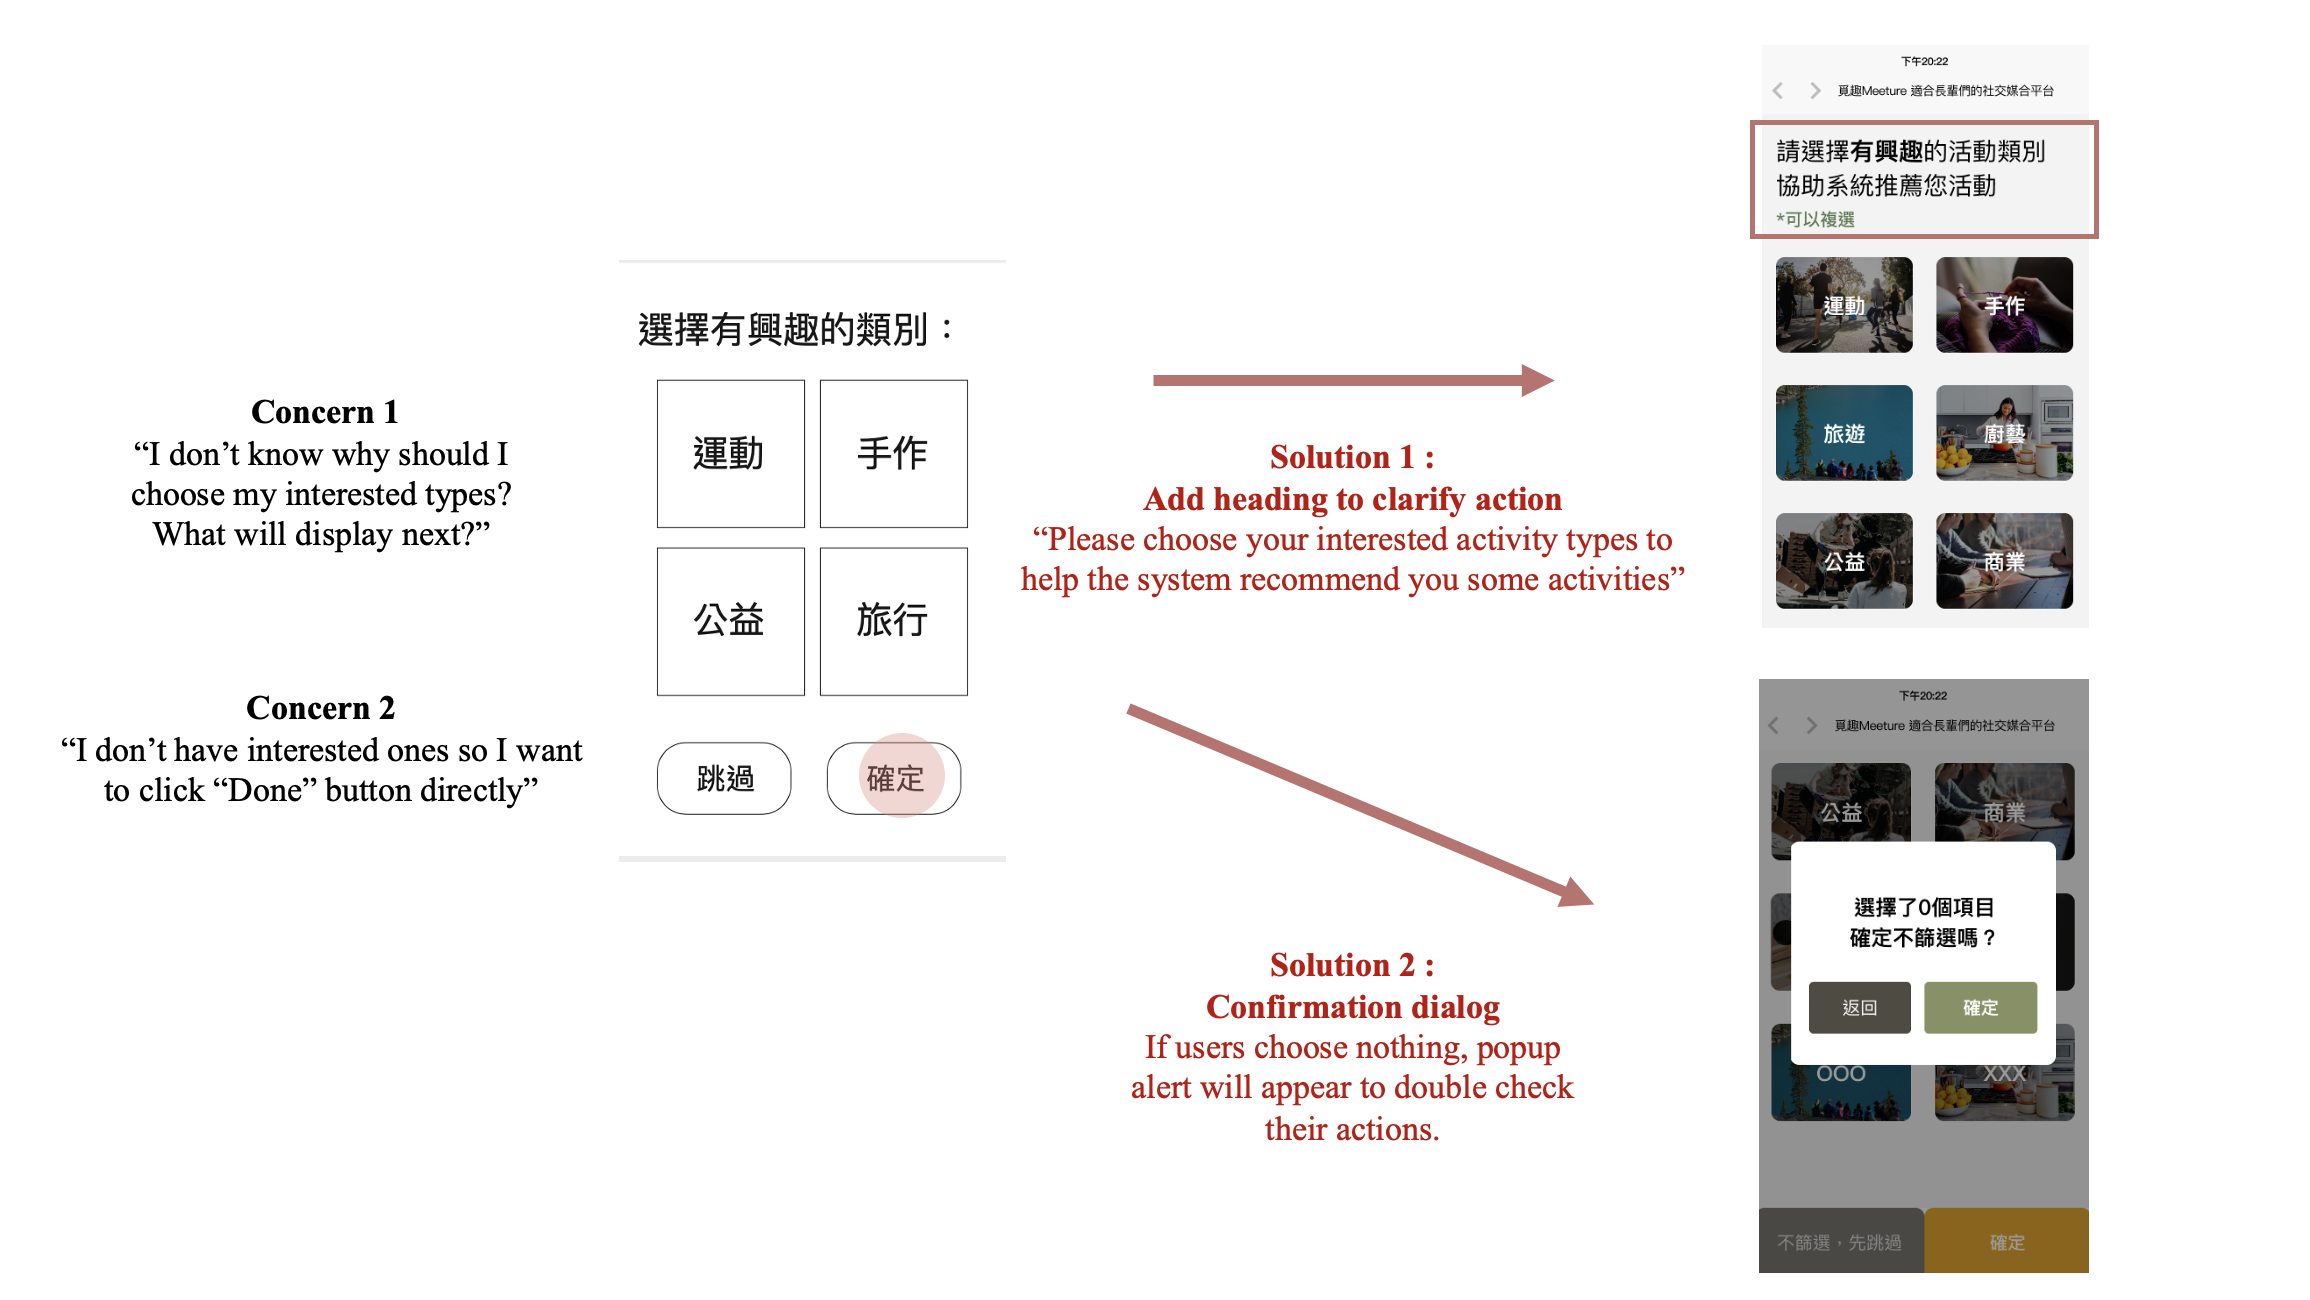 Concern 1
“I don’t know why should I
choose my interested types?
What will display next?”
Concern 2
“I don’t have interested ones so I want
to click “Done” button directly”
選擇有興趣的類別：
運動
手作
公益
旅行
跳過
確定
Solution 1 :
Add heading to clarify action
“Please choose your interested activity types to
help the system recommend you some activities”
Solution 2 :
Confirmation dialog
If users choose nothing, popup
alert will appear to double check
their actions.
下午20:22
覓趣Meeture 適合長輩們的社交媒合平台
請選擇有興趣的活動類別
協助系統推薦您活動
*可以複選
運動
手作
旅遊
廚藝
公益
商業
下午20:22
覓趣Meeture 適合長輩們的社交媒合平台
公益
商業
選擇了0個項目
確定不篩選嗎？
返回
確定
OOO
XXX
不篩選，先跳過
確定